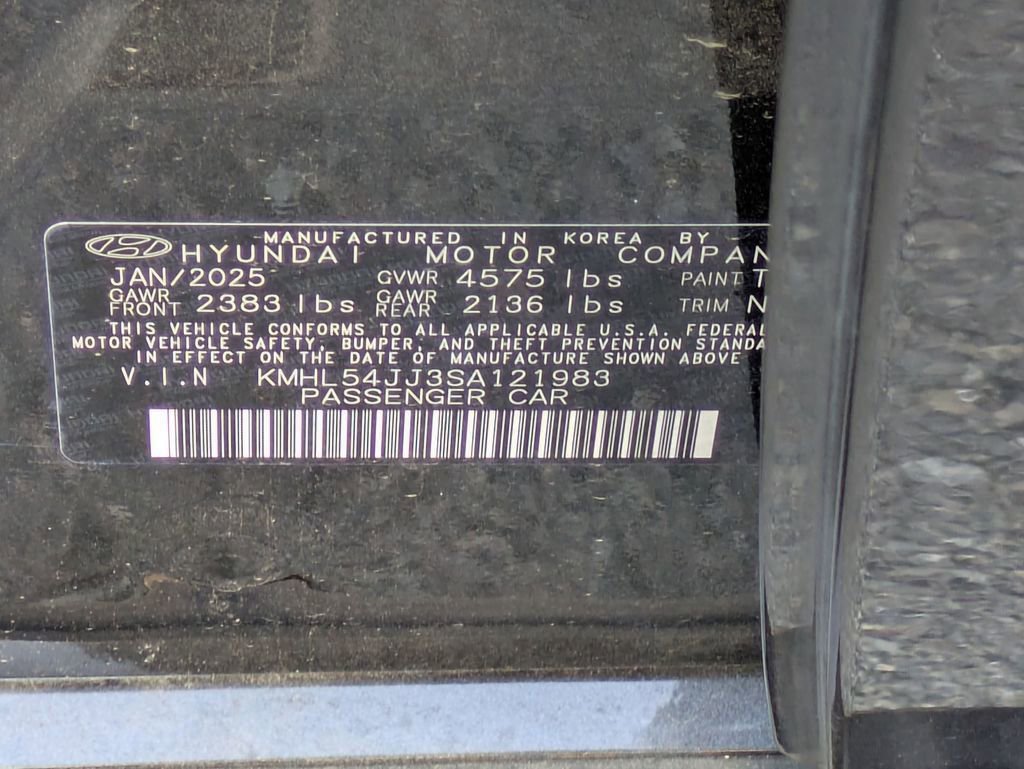 MANUFACTURED IN KOREA BY
HYUNDAI MOTOR COMPAN
JAN/2025 GVWR 4575 lbs PAINT T
GAWR FRONT 2383 lbs GAWR REAR 2136 lbs TRIM N
THIS VEHICLE CONFORMS TO ALL APPLICABLE U.S.A. FEDERAL
MOTOR VEHICLE SAFETY, BUMPER, AND THEFT PREVENTION STANDA
IN EFFECT ON THE DATE OF MANUFACTURE SHOWN ABOVE
V.I.N KMHL54JJ3SA121983
PASSENGER CAR